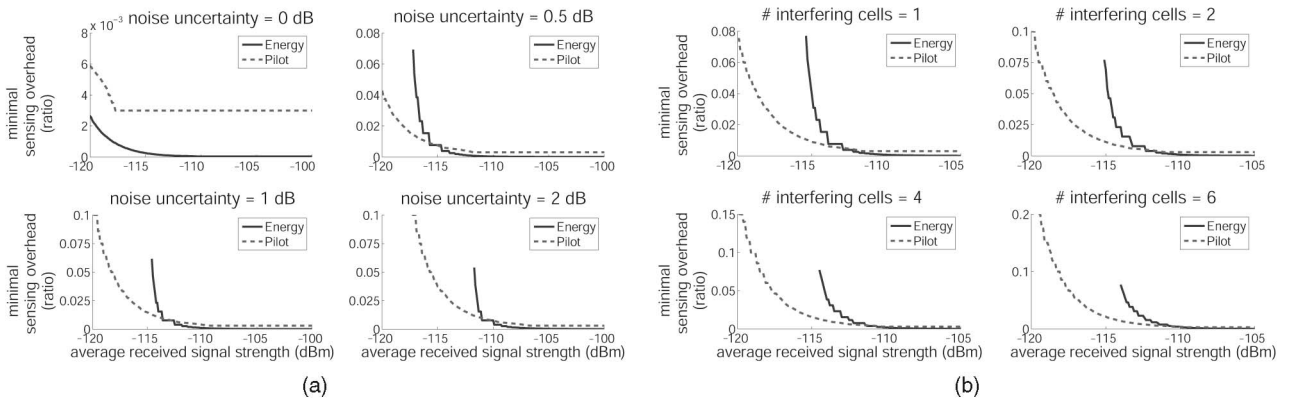 noise uncertainty = 0 dB
x 10⁻³
8
6
4
2
0
-120
-115
-110
-105
-100
minimal
sensing overhead
(ratio)
Energy
Pilot
noise uncertainty = 0.5 dB
0.08
0.06
0.04
0.02
0
-120
-115
-110
-105
-100
Energy
Pilot
noise uncertainty = 1 dB
0.1
0.075
0.05
0.025
0
-120
-115
-110
-105
-100
minimal
sensing overhead
(ratio)
average received signal strength (dBm)
Energy
Pilot
noise uncertainty = 2 dB
0.1
0.075
0.05
0.025
0
-120
-115
-110
-105
-100
average received signal strength (dBm)
Energy
Pilot
(a)
# interfering cells = 1
0.08
0.06
0.04
0.02
0
-120
-115
-110
-105
minimal
sensing overhead
(ratio)
Energy
Pilot
# interfering cells = 2
0.1
0.075
0.05
0.025
0
-120
-115
-110
-105
Energy
Pilot
# interfering cells = 4
0.15
0.1
0.05
0
-120
-115
-110
-105
minimal
sensing overhead
(ratio)
average received signal strength (dBm)
Energy
Pilot
# interfering cells = 6
0.2
0.1
0
-120
-115
-110
-105
average received signal strength (dBm)
Energy
Pilot
(b)